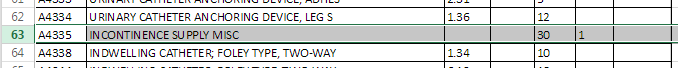 62 A4334 URINARY CATHETER ANCHORING DEVICE, LEG S 1.36 12
63 A4335 INCONTINENCE SUPPLY MISC 30 1
64 A4338 INDWELLING CATHETER; FOLEY TYPE, TWO-WAY 1.34 10